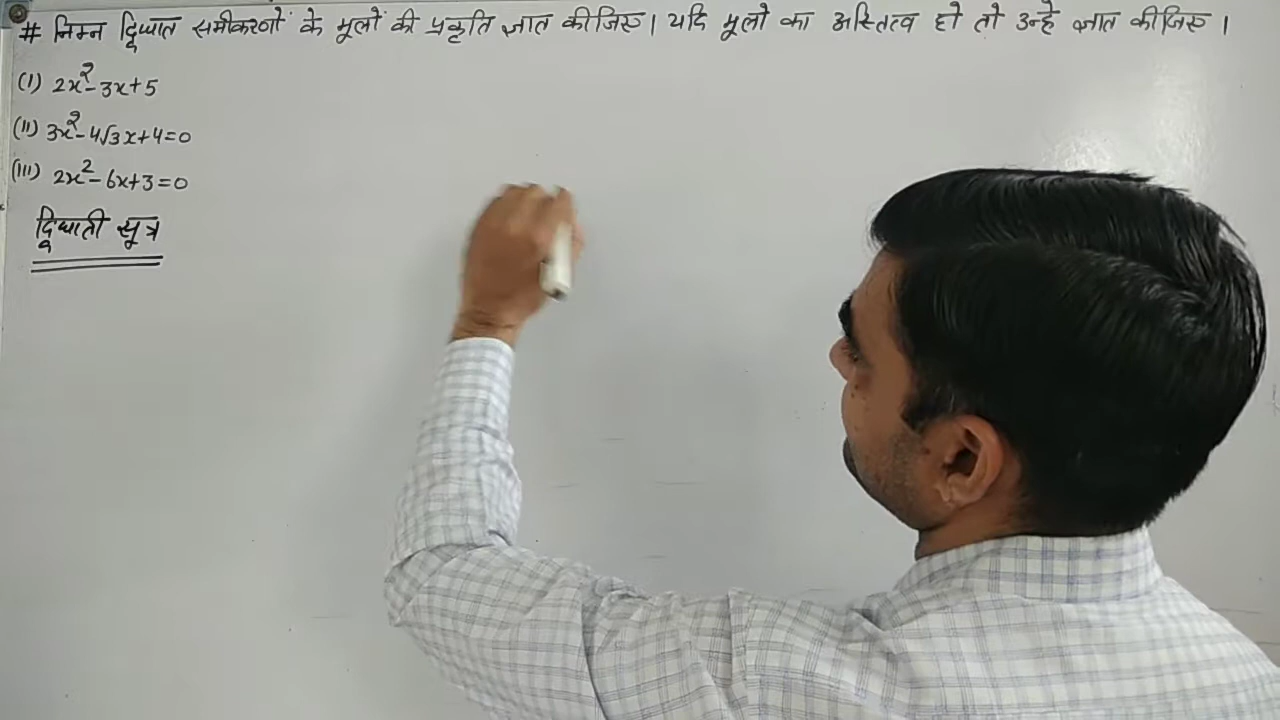 # निम्न द्विघात समीकरणों के मूलों की प्रकृति ज्ञात कीजिए। यदि मूलो का अस्तित्व हो तो उन्हे ज्ञात कीजिए।
(I) 2x²-3x+5
(II) 3x²-4√3x+4=0
(III) 2x²-6x+3=0
द्विघाती सूत्र